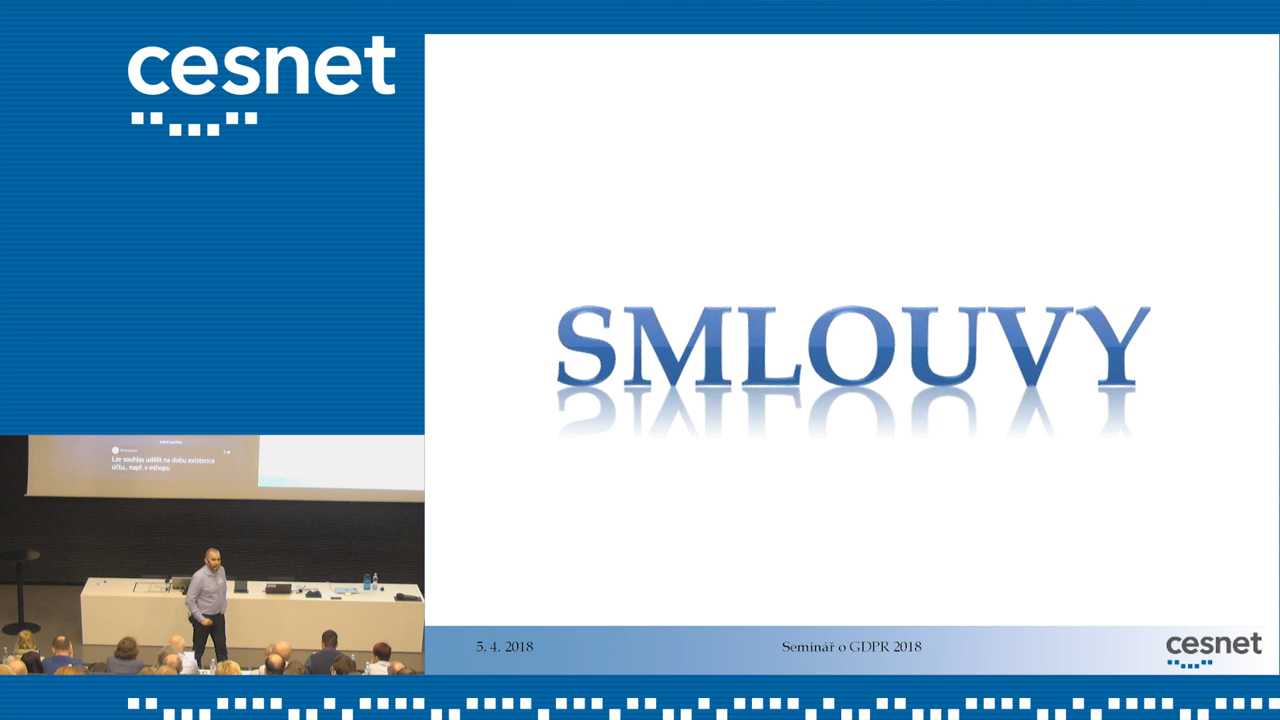 cesnet
SMLOUVY
Lze souhlas udělit na dobu existence
účtu.. např. v eshopu
5. 4. 2018
Seminář o GDPR 2018
cesnet